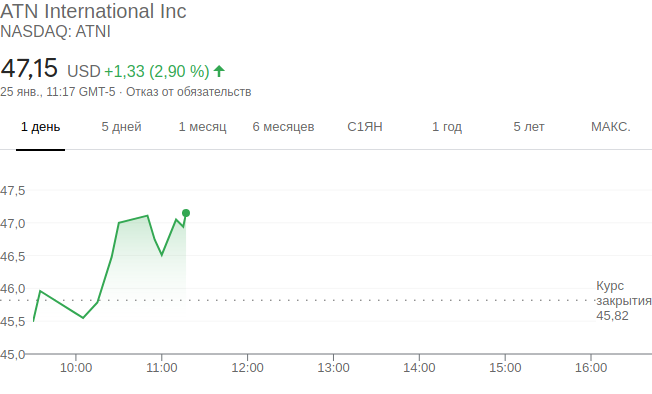 ATN International Inc
NASDAQ: ATNI
47,15 USD +1,33 (2,90 %)
25 янв., 11:17 GMT-5 · Отказ от обязательств
1 день 5 дней 1 месяц 6 месяцев С1ЯН 1 год 5 лет МАКС.
47,5
47,0
46,5
46,0
45,5
45,0
Курс
закрытия
45,82
10:00 11:00 12:00 13:00 14:00 15:00 16:00